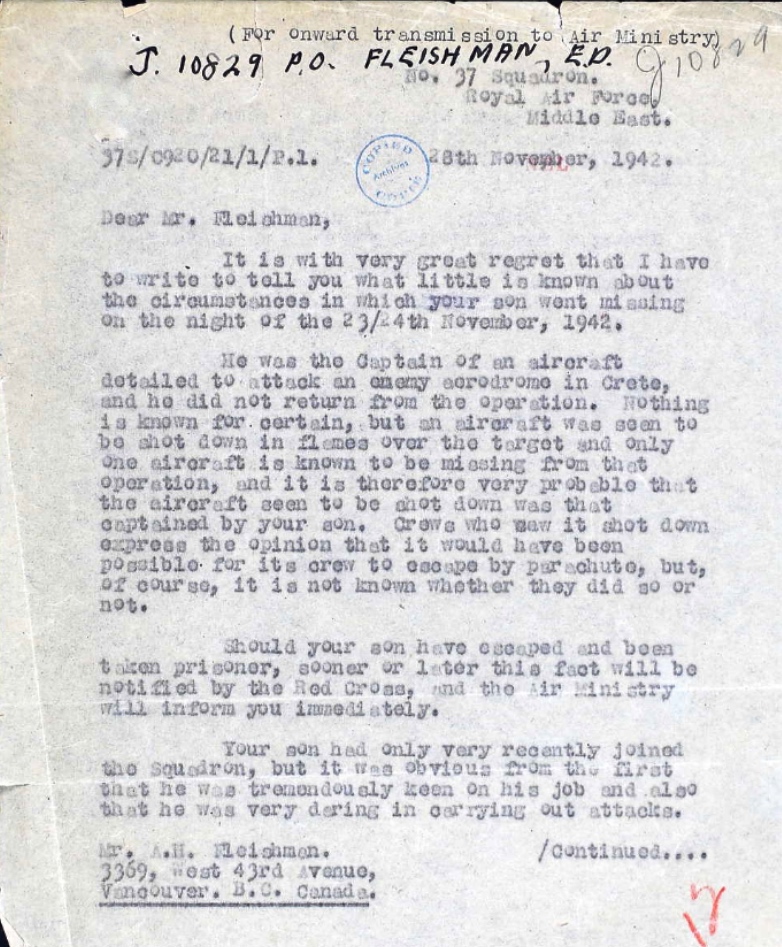 (For onward transmission to Air Ministry)
J. 10829 P.O. FLEISHMAN, E.D.
J10829
No. 37 Squadron.
Royal Air Force,
Middle East.
37S/C920/21/1/P.1.
28th November, 1942.
COPIED
Archives
Dear Mr. Fleishman,
It is with very great regret that I have
to write to tell you what little is known about
the circumstances in which your son went missing
on the night of the 23/24th November, 1942.
He was the Captain of an aircraft
detailed to attack an enemy aerodrome in Crete,
and he did not return from the operation. Nothing
is known for certain, but an aircraft was seen to
be shot down in flames over the target and only
one aircraft is known to be missing from that
operation, and it is therefore very probable that
the aircraft seen to be shot down was that
captained by your son. Crews who saw it shot down
express the opinion that it would have been
possible for its crew to escape by parachute, but,
of course, it is not known whether they did so or
not.
Should your son have escaped and been
taken prisoner, sooner or later this fact will be
notified by the Red Cross, and the Air Ministry
will inform you immediately.
Your son had only very recently joined
the Squadron, but it was obvious from the first
that he was tremendously keen on his job and also
that he was very daring in carrying out attacks.
Mr. A.H. Fleishman.
/Continued....
3369, West 43rd Avenue,
Vancouver. B.C. Canada.